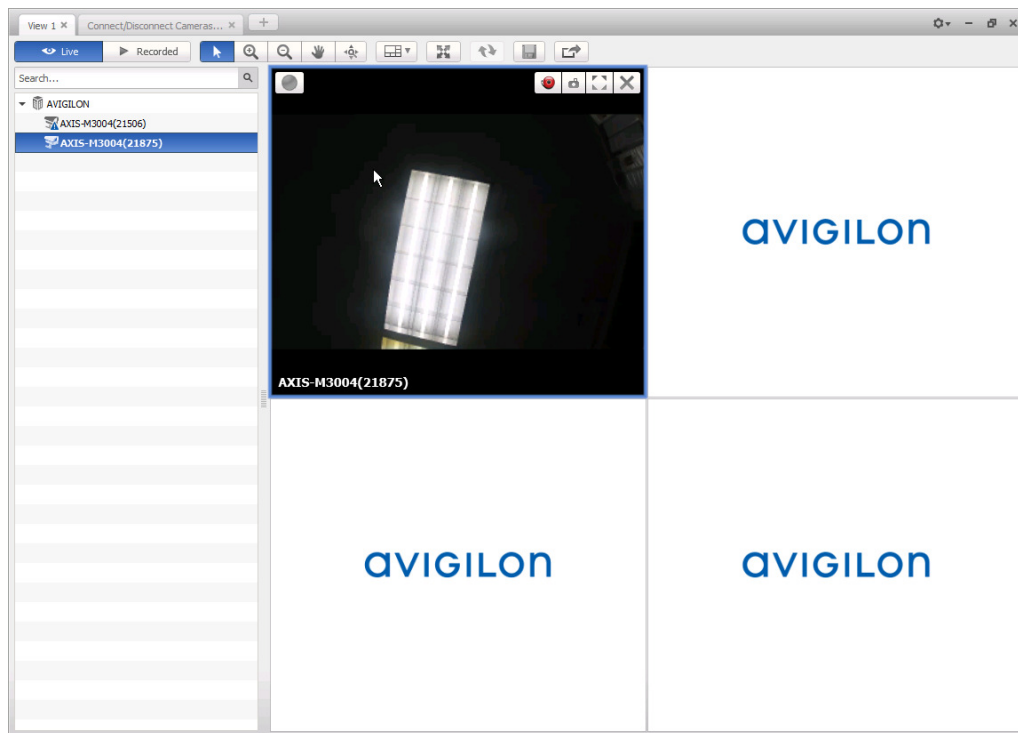 View 1
Connect/Disconnect Cameras...
Live
Recorded
Search...
AVIGILON
AXIS-M3004(21506)
AXIS-M3004(21875)
AXIS-M3004(21875)
avigilon
avigilon
avigilon